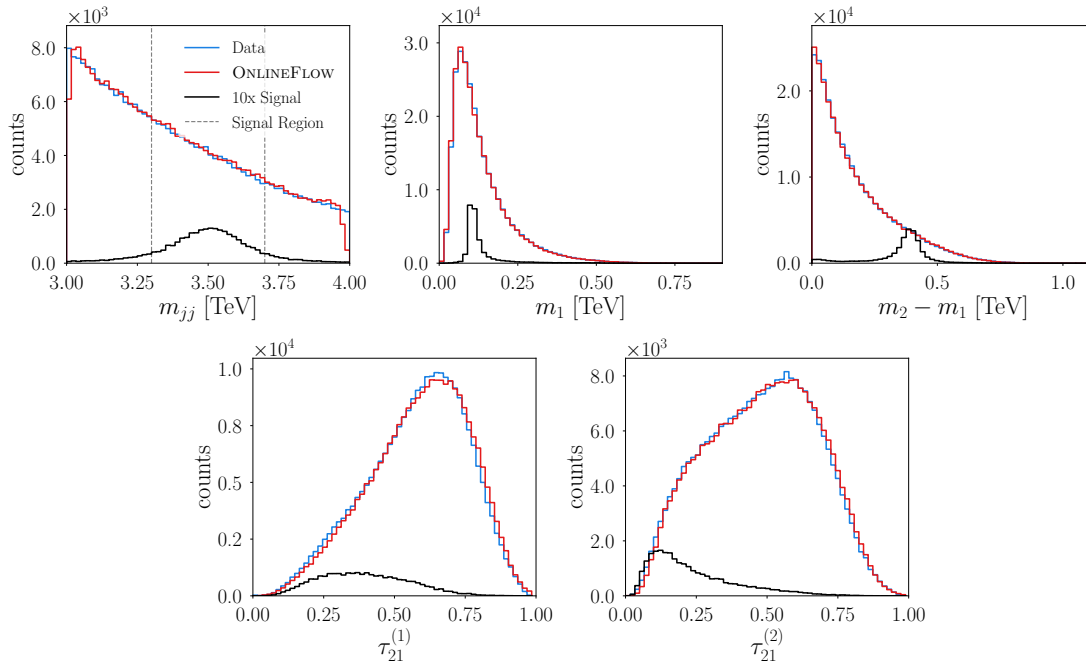 ×10³
8.0
6.0
4.0
2.0
0.0
counts
3.00 3.25 3.50 3.75 4.00
m_jj [TeV]
Data
OnlineFlow
10x Signal
Signal Region
×10⁴
3.0
2.0
1.0
0.0
counts
0.00 0.25 0.50 0.75
m₁ [TeV]
×10⁴
2.0
1.0
0.0
counts
0.0 0.5 1.0
m₂ − m₁ [TeV]
×10⁴
1.0
0.8
0.5
0.2
0.0
counts
0.00 0.25 0.50 0.75 1.00
τ₂₁⁽¹⁾
×10³
8.0
6.0
4.0
2.0
0.0
counts
0.00 0.25 0.50 0.75 1.00
τ₂₁⁽²⁾